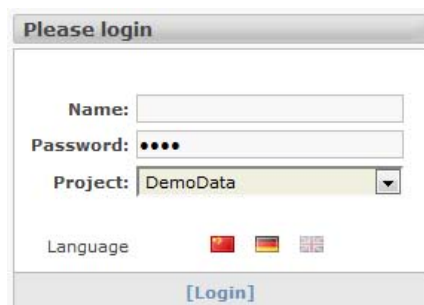 Please login
Name:
Password: ••••
Project: DemoData
Language
[Login]